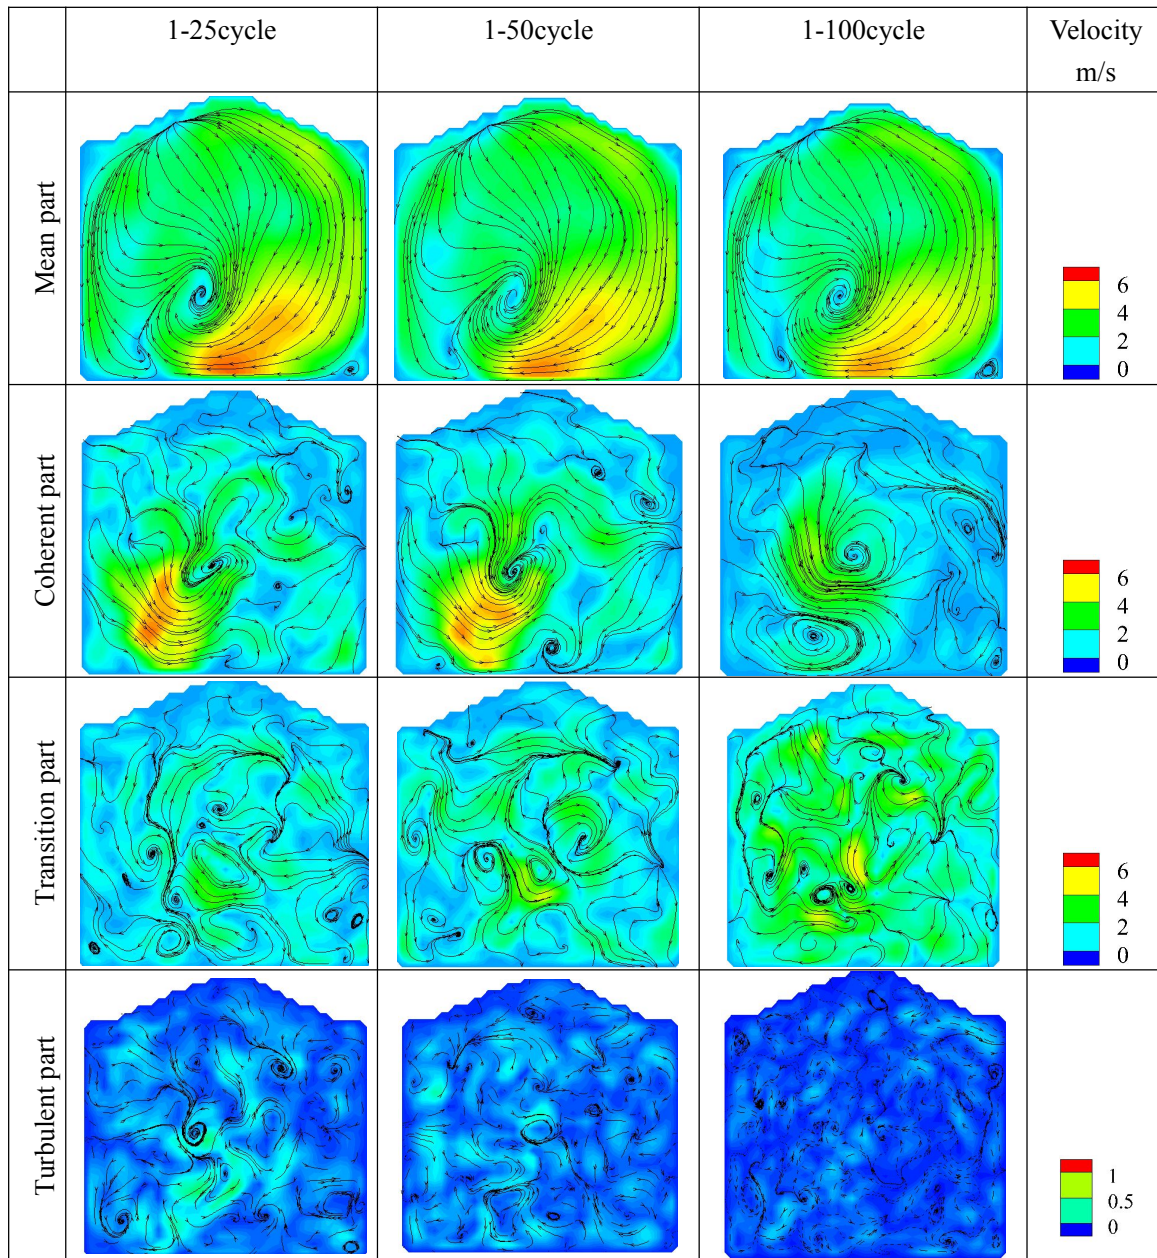 1-25cycle
1-50cycle
1-100cycle
Velocity
m/s
Mean part
6
4
2
0
Coherent part
6
4
2
0
Transition part
6
4
2
0
Turbulent part
1
0.5
0